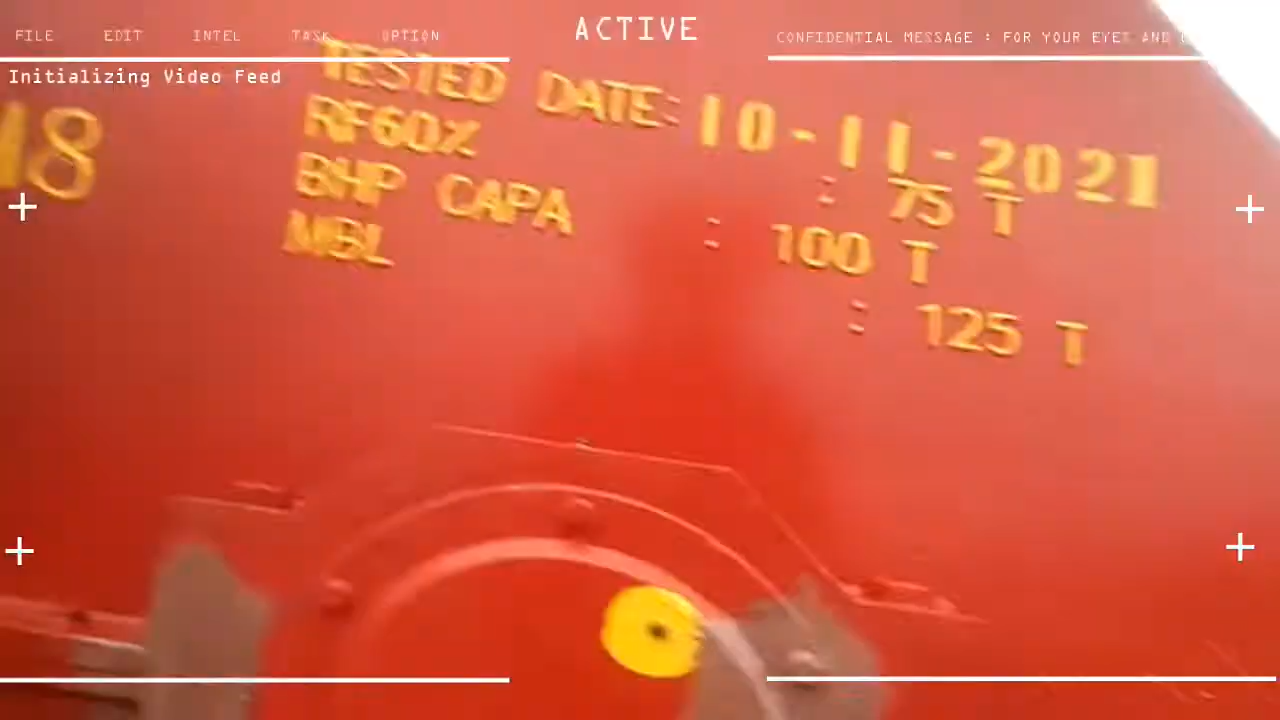 FILE EDIT INTEL TASK OPTION
ACTIVE
CONFIDENTIAL MESSAGE : FOR YOUR EYES AND
Initializing Video Feed
TESTED DATE: 10-11-2021
RF60% : 75 T
BHP CAPA : 100 T
MBL : 125 T